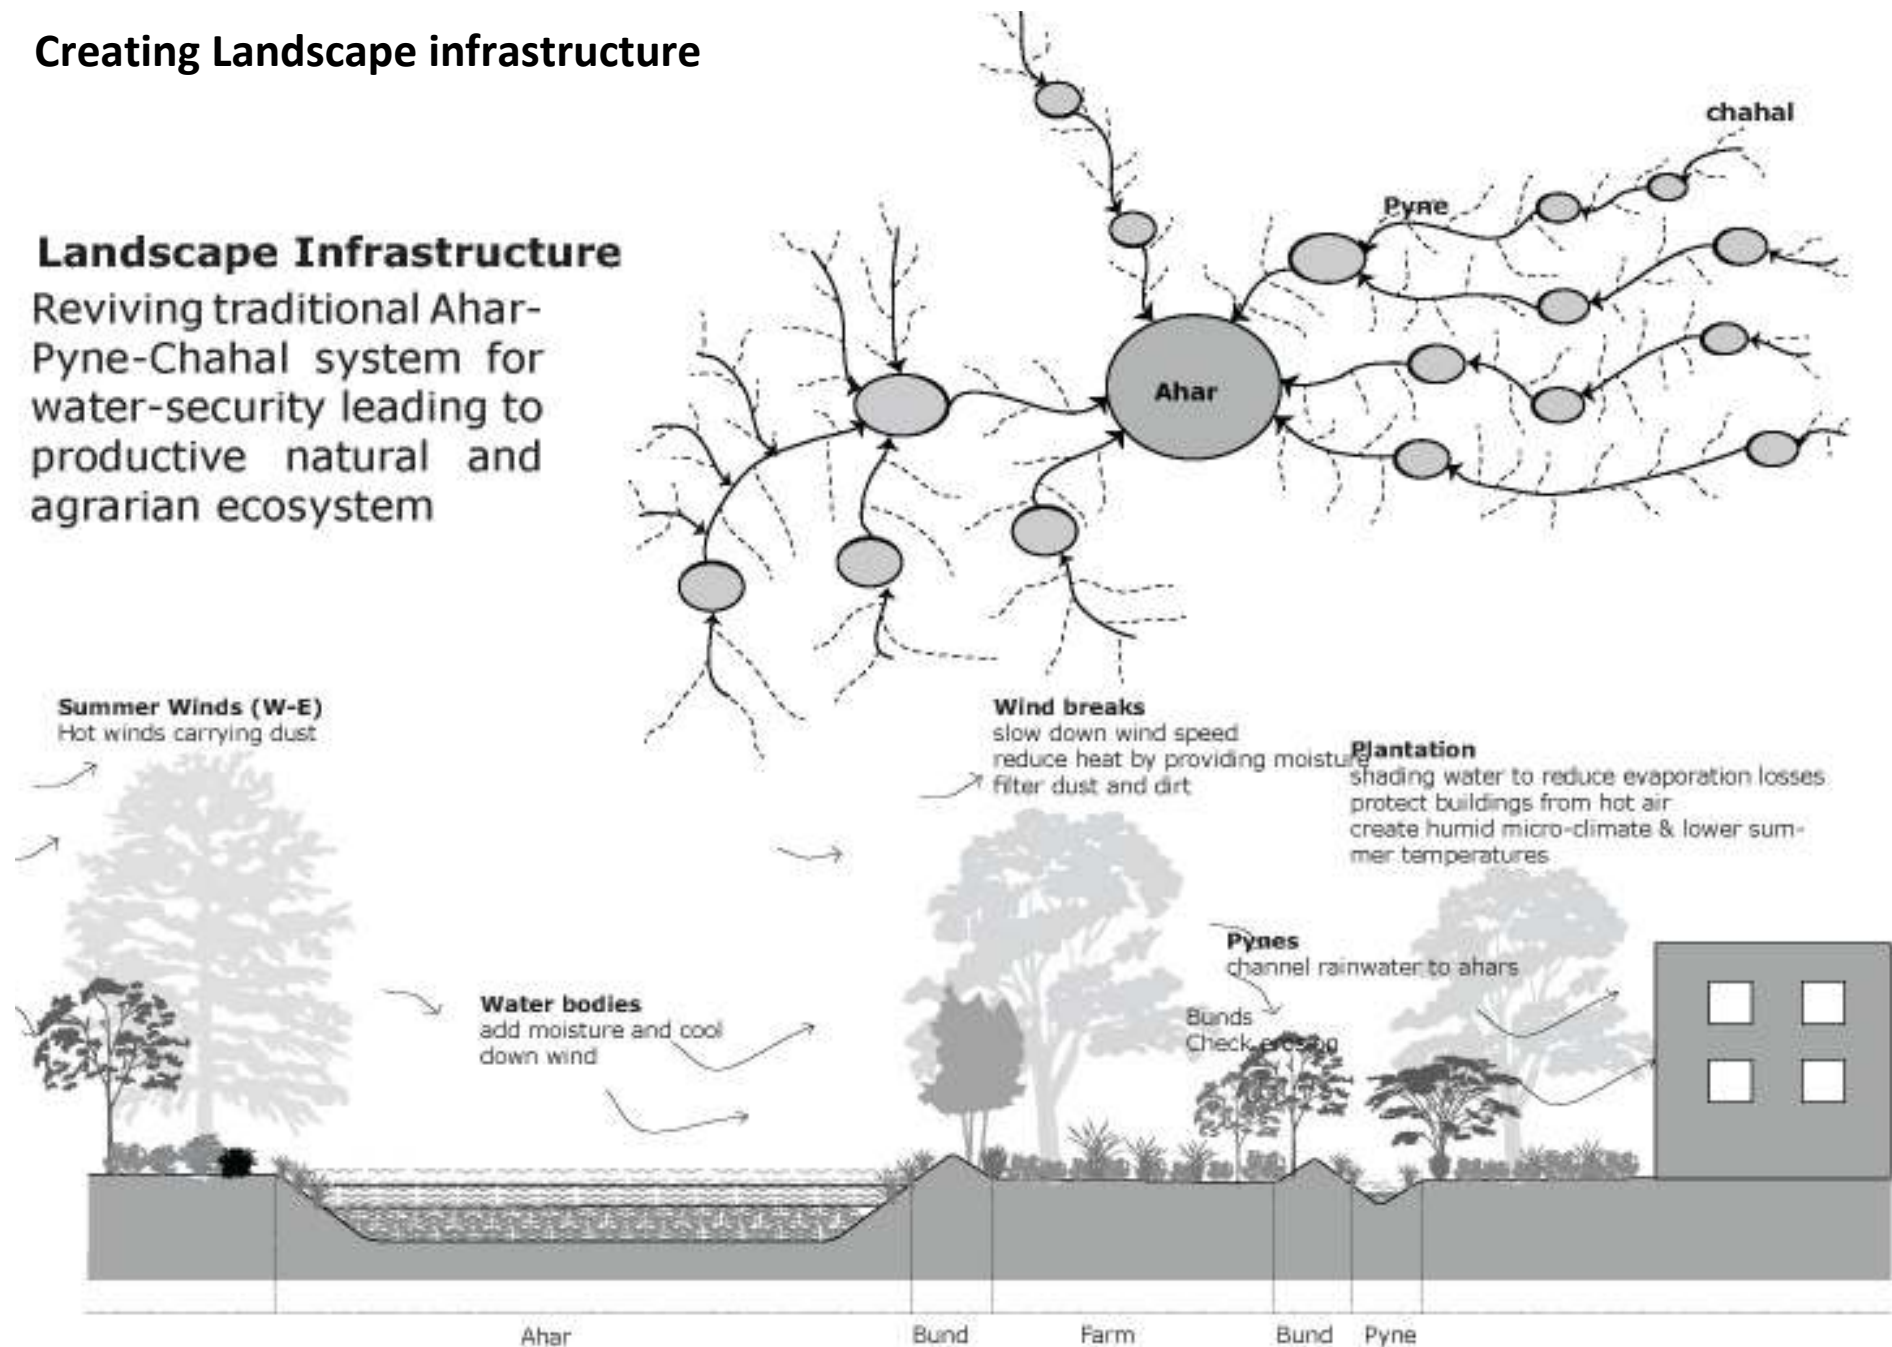 Creating Landscape infrastructure
chahal
Pyne
Landscape Infrastructure
Reviving traditional Ahar-
Pyne-Chahal system for
water-security leading to
productive natural and
agrarian ecosystem
Ahar
Summer Winds (W-E)
Hot winds carrying dust
Wind breaks
slow down wind speed
reduce heat by providing moisture
filter dust and dirt
Plantation
shading water to reduce evaporation losses
protect buildings from hot air
create humid micro-climate & lower sum-
mer temperatures
Pynes
channel rainwater to ahars
Water bodies
add moisture and cool
down wind
Bunds
Check erosion
Ahar
Bund
Farm
Bund
Pyne